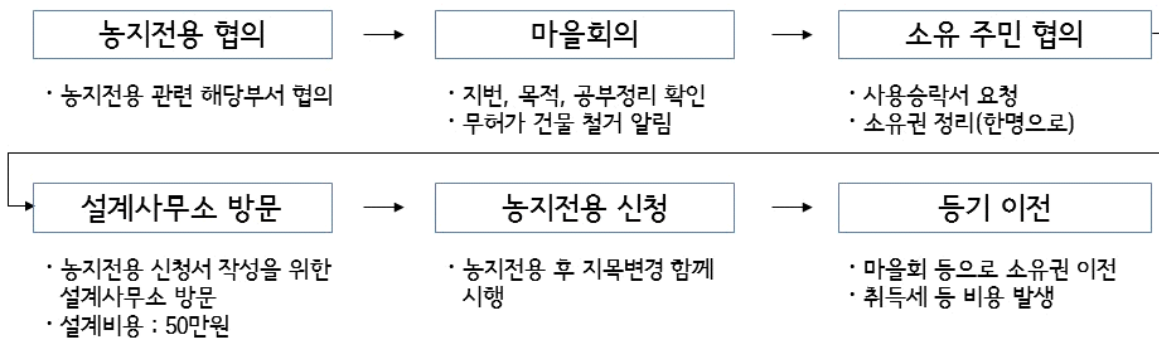 농지전용 협의 → 마을회의 → 소유 주민 협의
· 농지전용 관련 해당부서 협의
· 지번, 목적, 공부정리 확인
· 무허가 건물 철거 알림
· 사용승락서 요청
· 소유권 정리(한명으로)
설계사무소 방문 → 농지전용 신청 → 등기 이전
· 농지전용 신청서 작성을 위한
설계사무소 방문
· 설계비용 : 50만원
· 농지전용 후 지목변경 함께
시행
· 마을회 등으로 소유권 이전
· 취득세 등 비용 발생